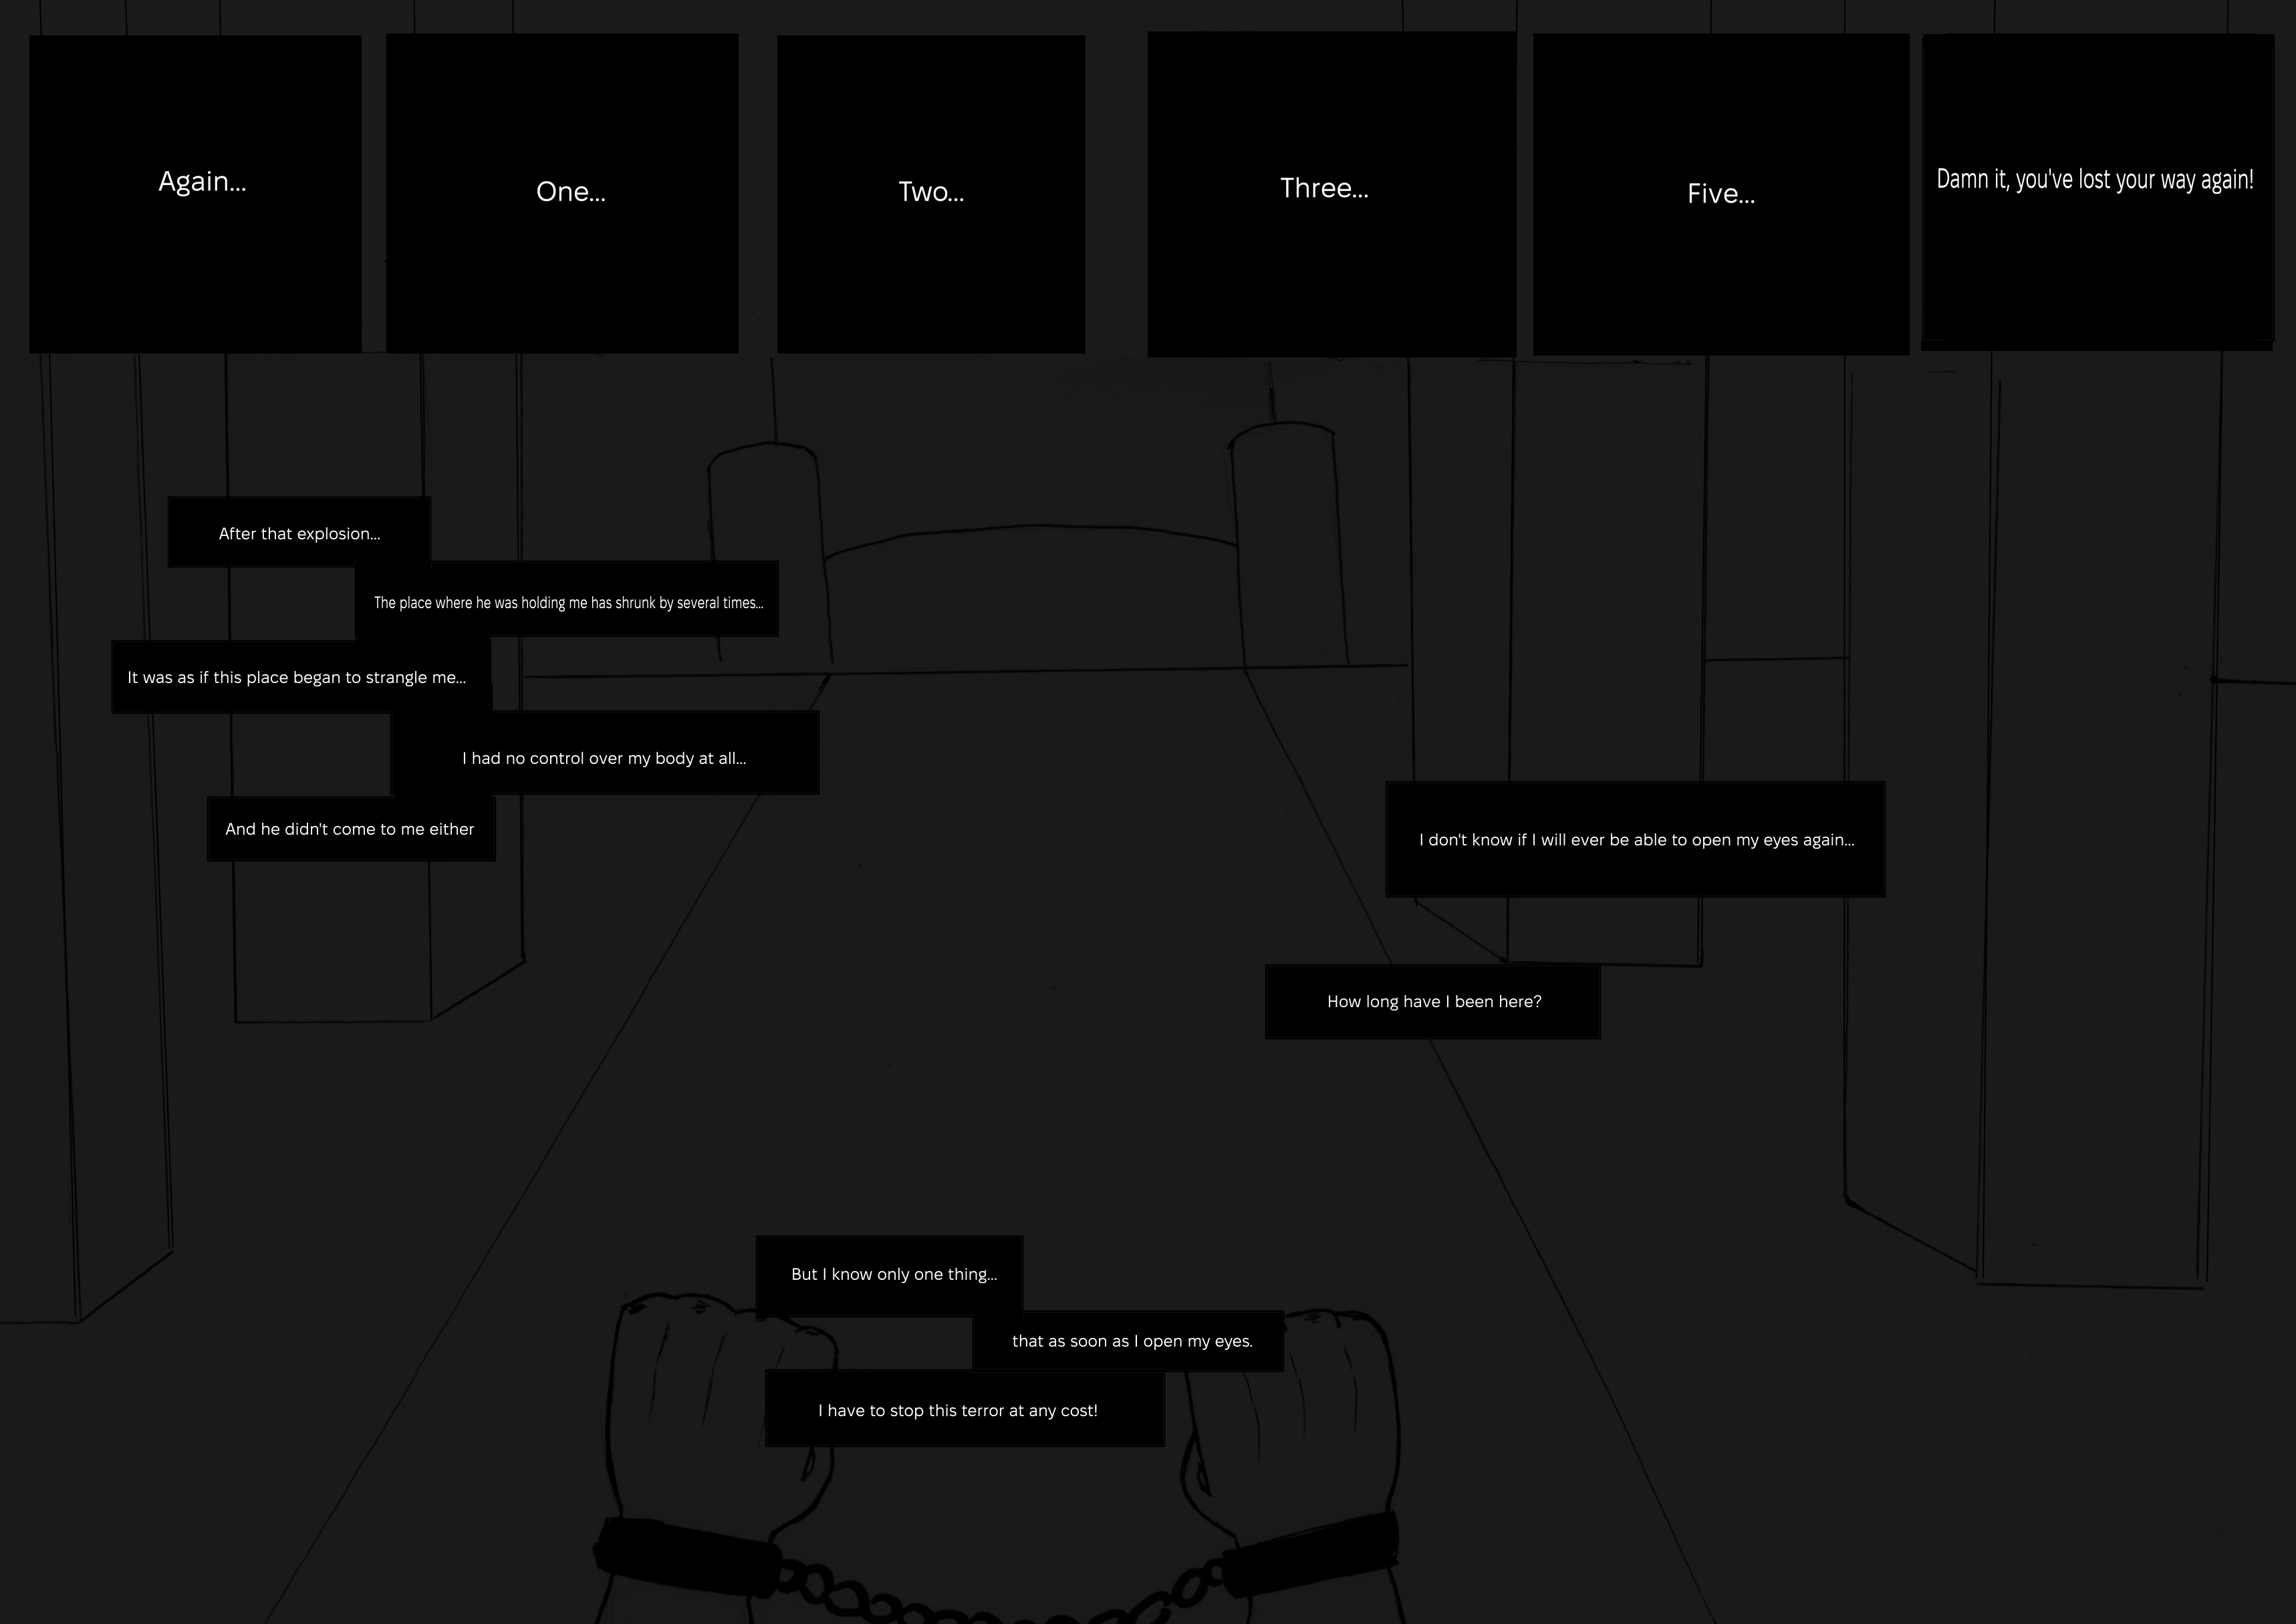 Again...
One...
Two...
Three...
Five...
Damn it, you've lost your way again!
After that explosion...
The place where he was holding me has shrunk by several times...
It was as if this place began to strangle me...
I had no control over my body at all...
And he didn't come to me either
I don't know if I will ever be able to open my eyes again...
How long have I been here?
But I know only one thing...
that as soon as I open my eyes.
I have to stop this terror at any cost!